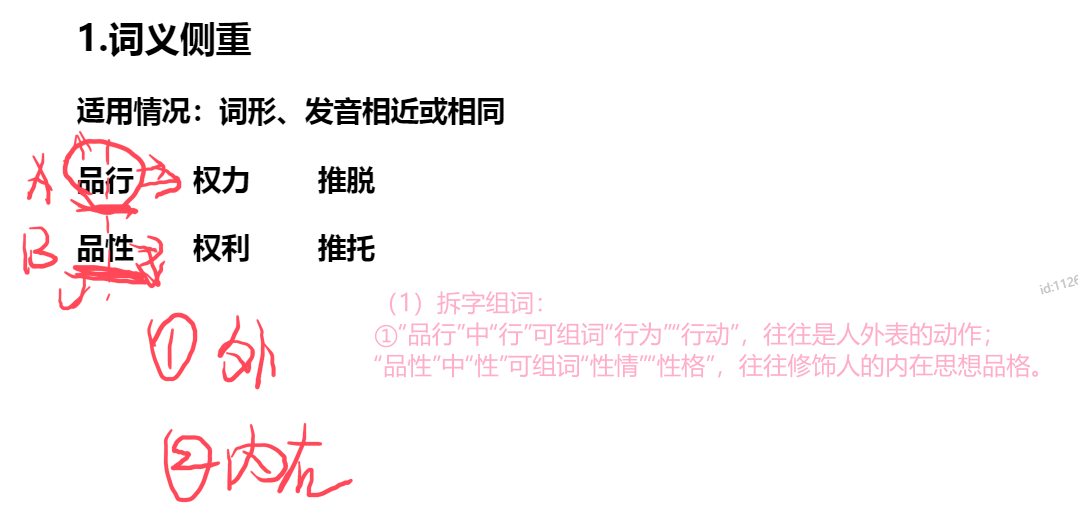 1.词义侧重
适用情况：词形、发音相近或相同
A 品行 权力 推脱
B 品性 权利 推托
id:1126
（1）拆字组词：
①“品行”中“行”可组词“行为”“行动”，往往是人外表的动作；
“品性”中“性”可组词“性情”“性格”，往往修饰人的内在思想品格。
① 外
② 内在